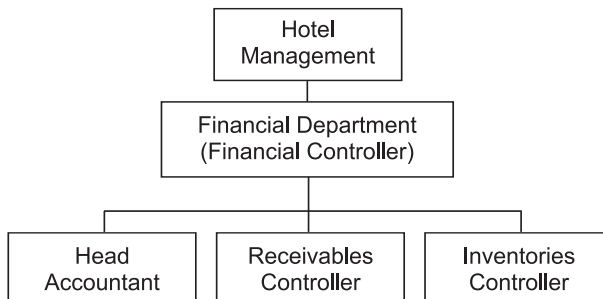 Hotel
Management
Financial Department
(Financial Controller)
Head
Accountant
Receivables
Controller
Inventories
Controller